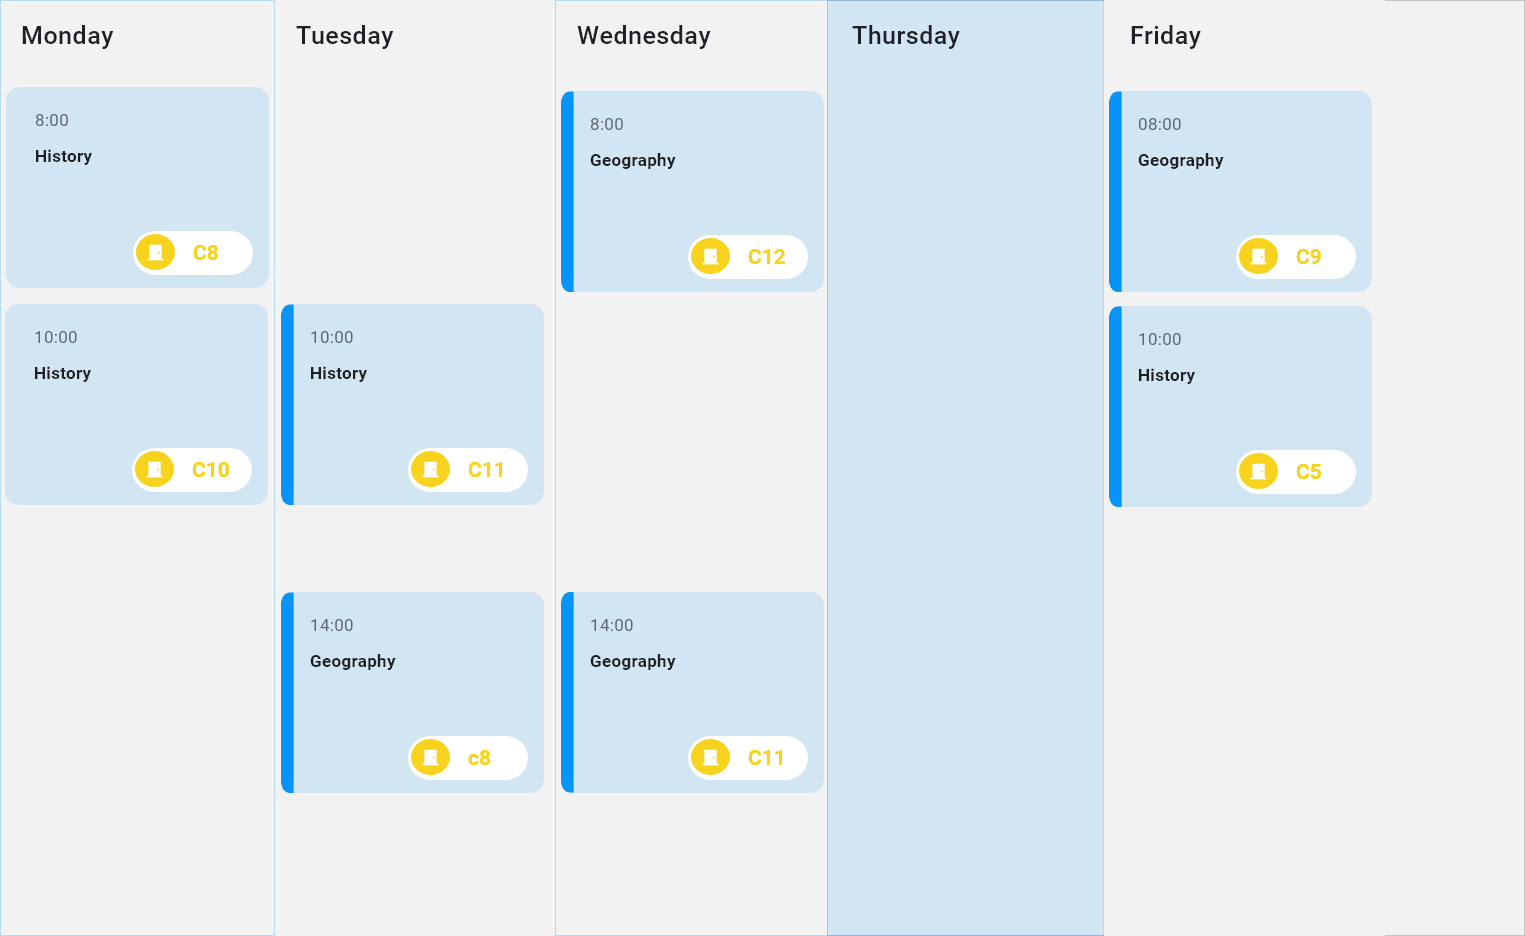 Monday
8:00
History
C8
10:00
History
C10
Tuesday
10:00
History
C11
14:00
Geography
c8
Wednesday
8:00
Geography
C12
14:00
Geography
C11
Thursday
Friday
08:00
Geography
C9
10:00
History
C5